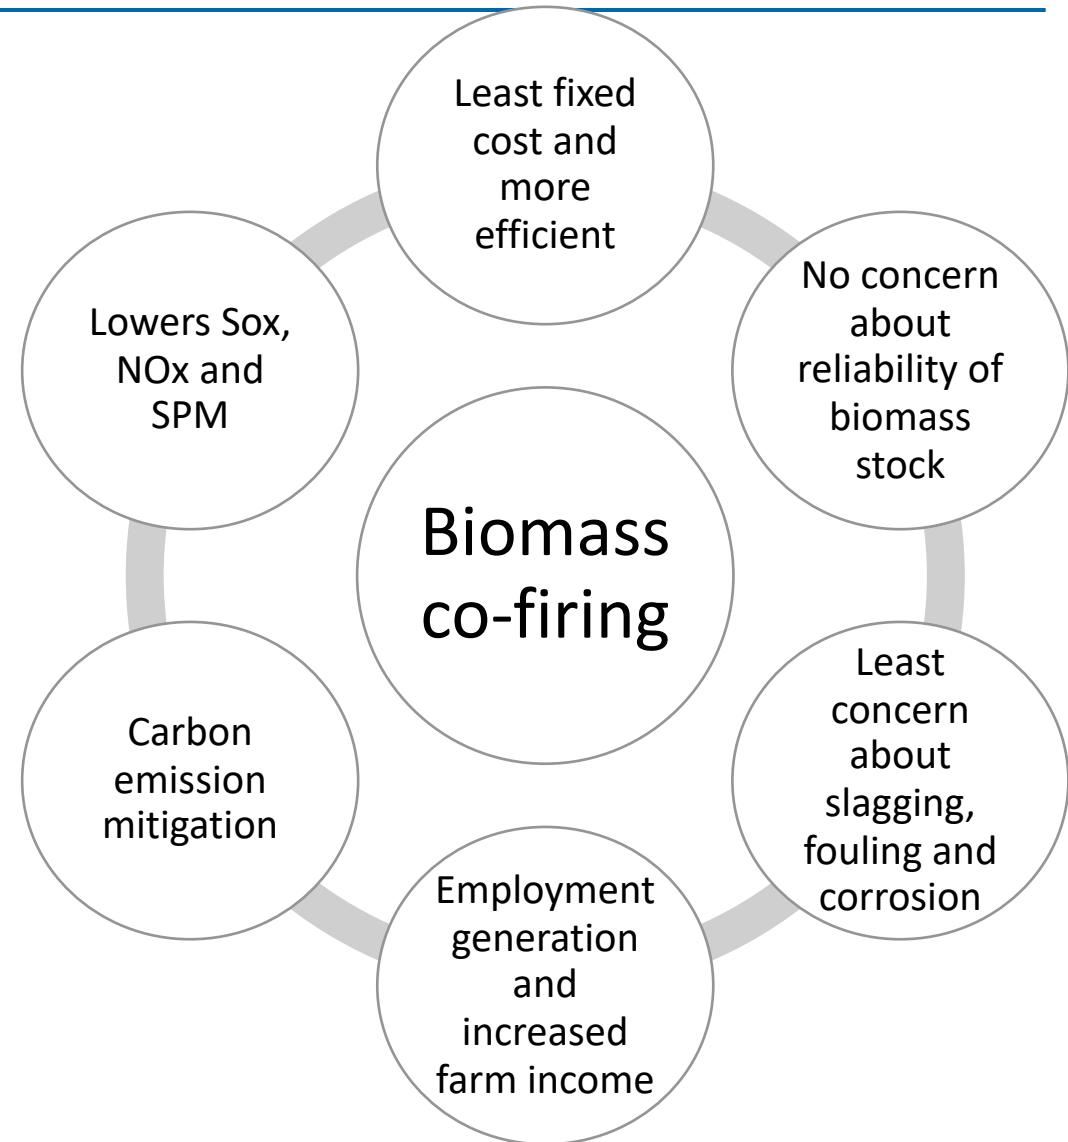 Least fixed
cost and
more
efficient
No concern
about
reliability of
biomass
stock
Least
concern
about
slagging,
fouling and
corrosion
Employment
generation
and
increased
farm income
Carbon
emission
mitigation
Lowers Sox,
NOx and
SPM
Biomass
co-firing